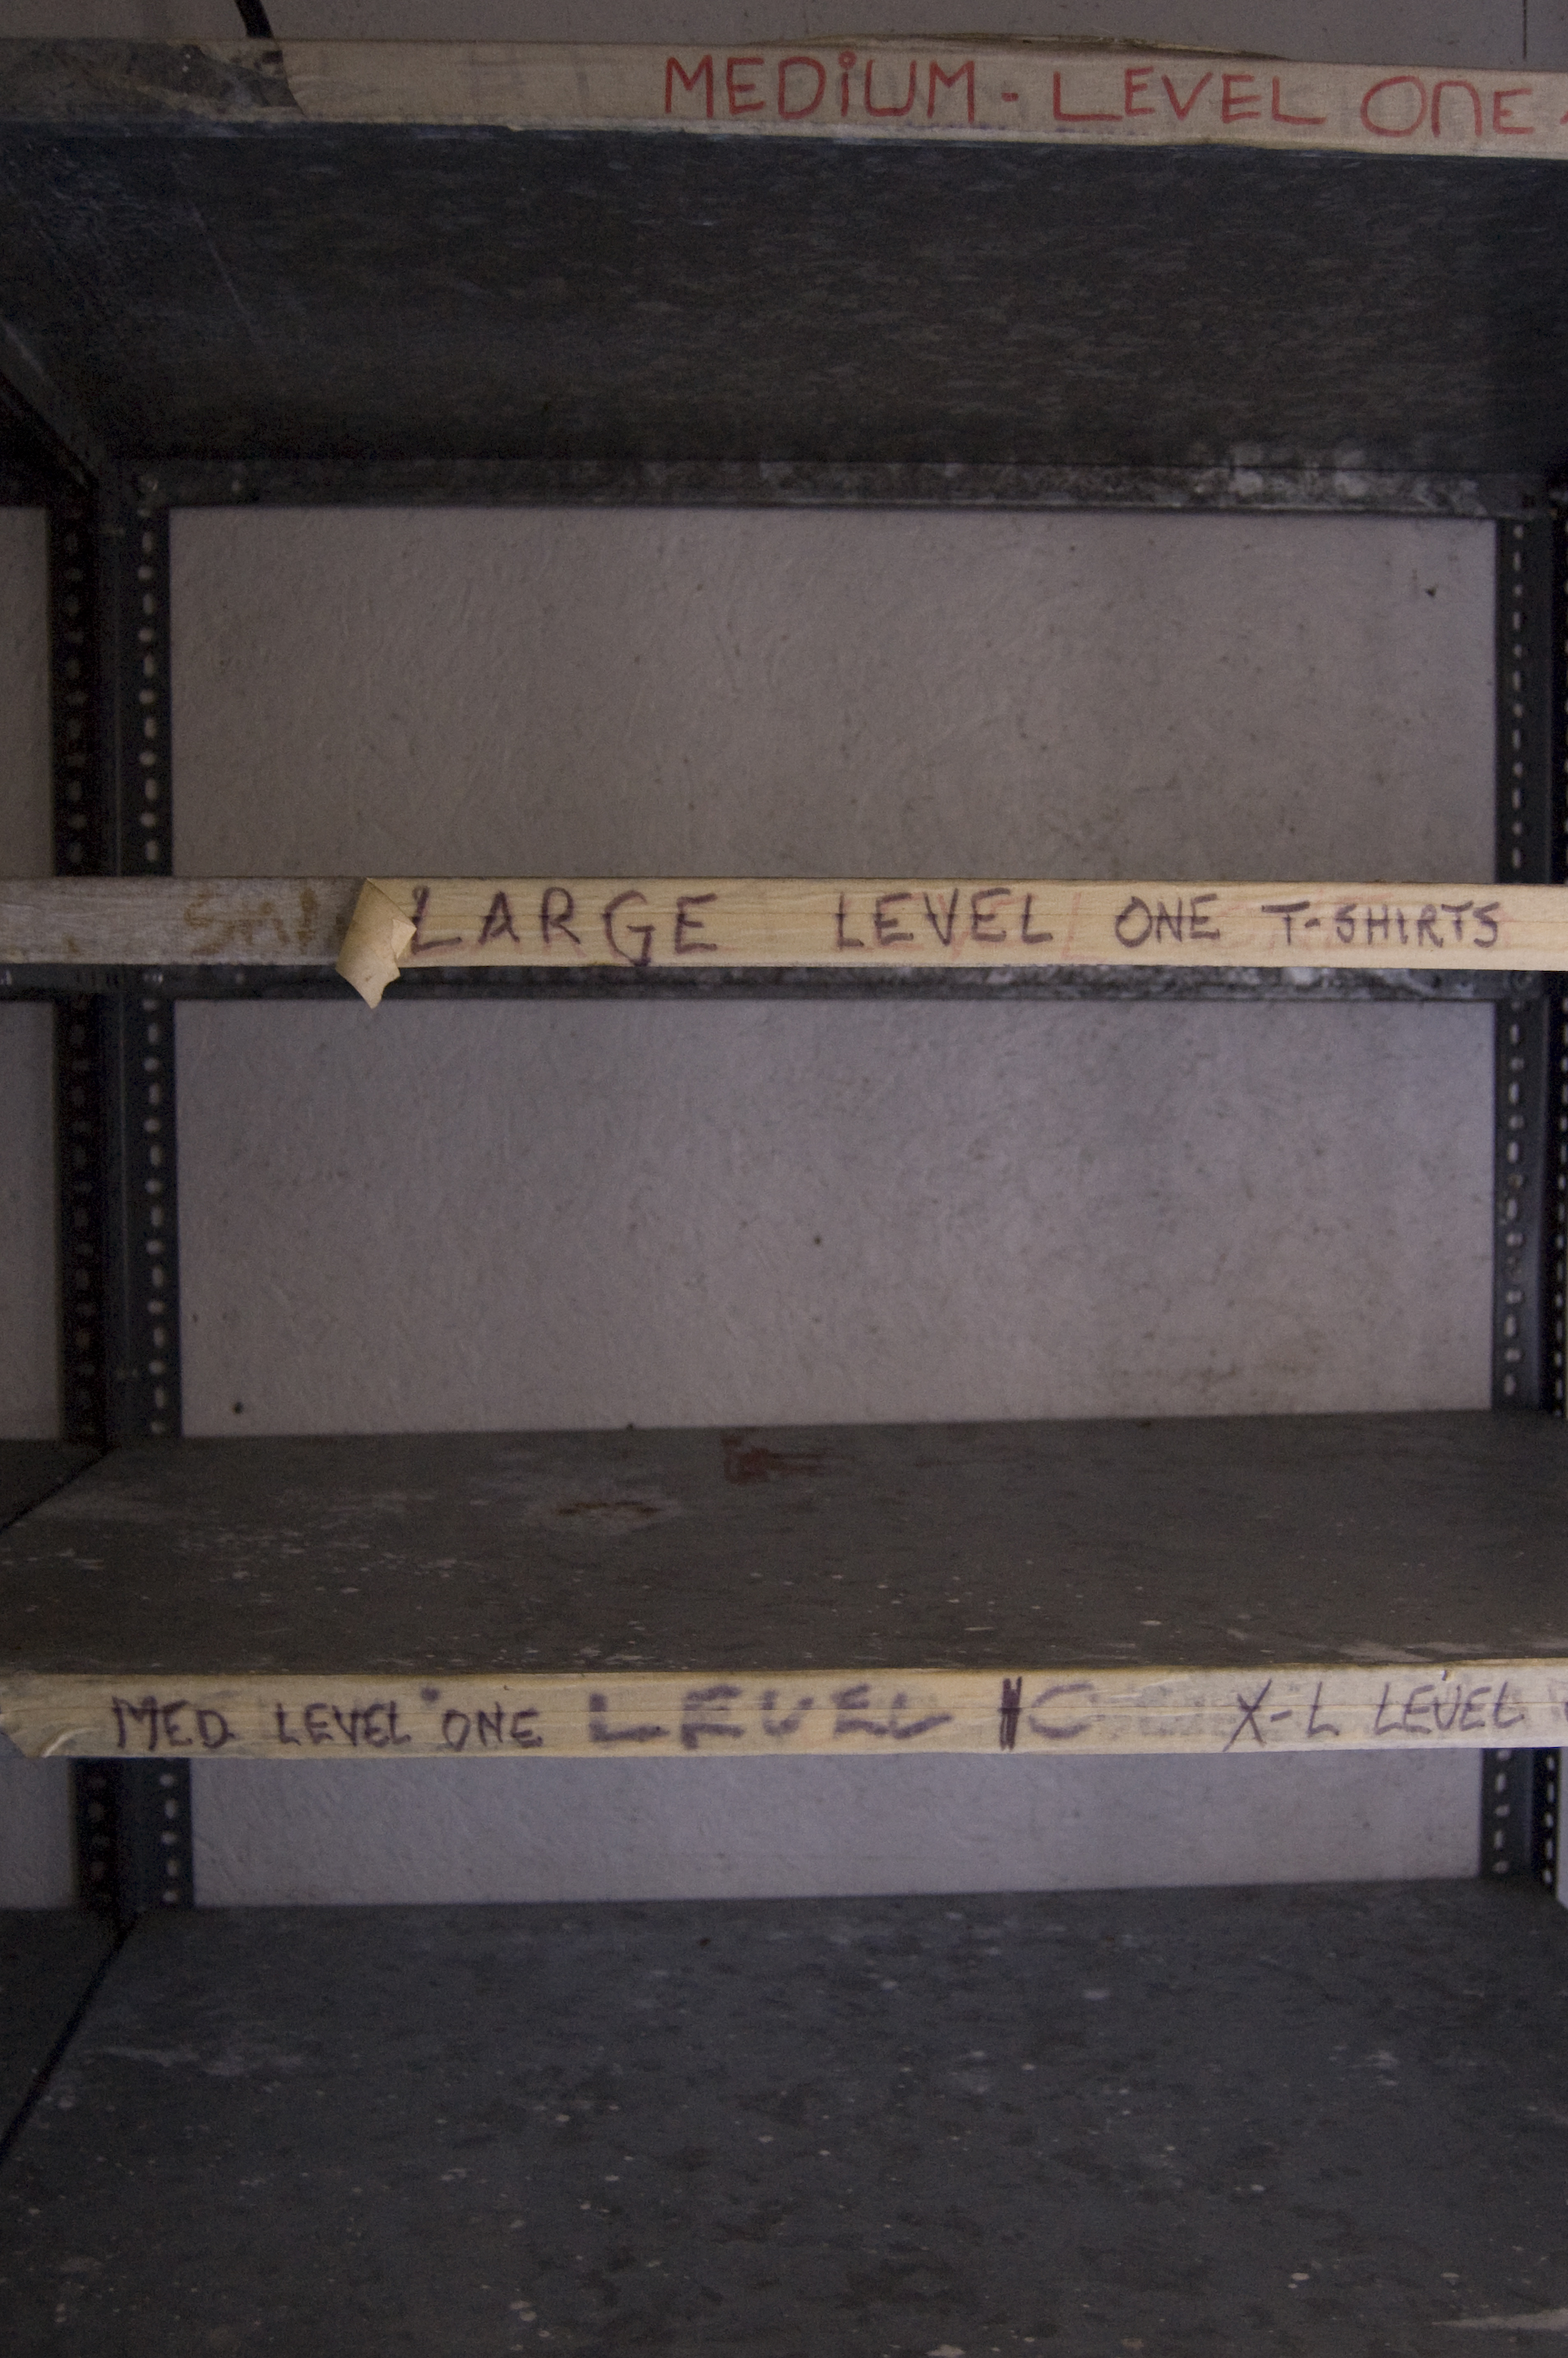 MEDiUM - LEVEL OnE
LARGE LEVEL ONE T-SHIRTS
MED LEVEL ONE LEVEL X-L LEVEL